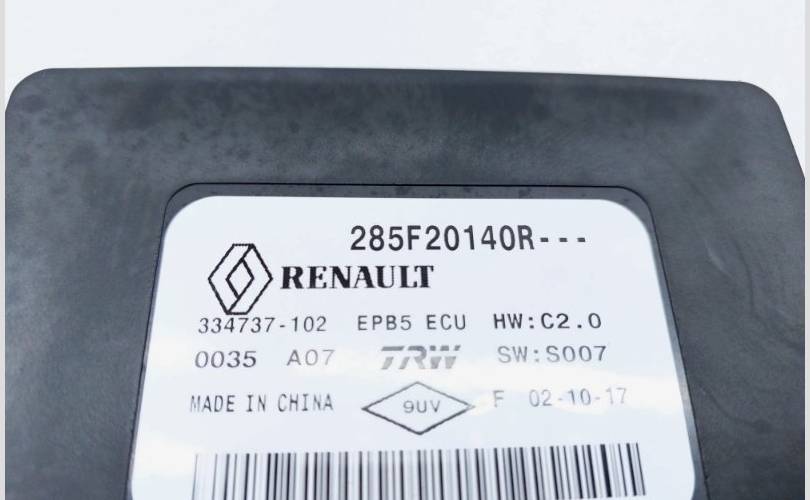 285F20140R---
RENAULT
334737-102 EPB5 ECU HW:C2.0
0035 A07 TRW SW:S007
MADE IN CHINA 9UV F 02-10-17